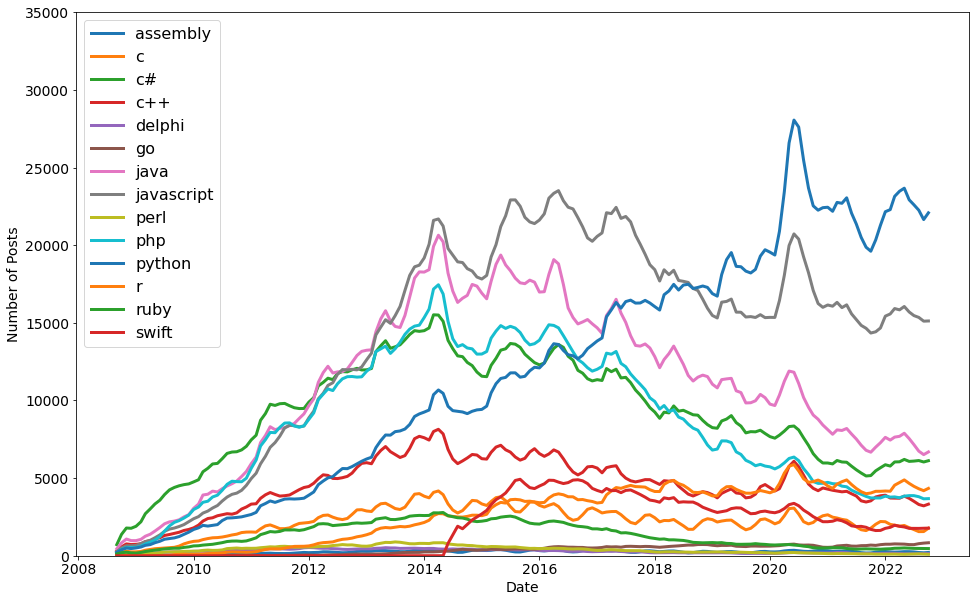 35000
30000
25000
20000
15000
10000
5000
0
Number of Posts
assembly
c
c#
c++
delphi
go
java
javascript
perl
php
python
r
ruby
swift
2008
2010
2012
2014
2016
2018
2020
2022
Date